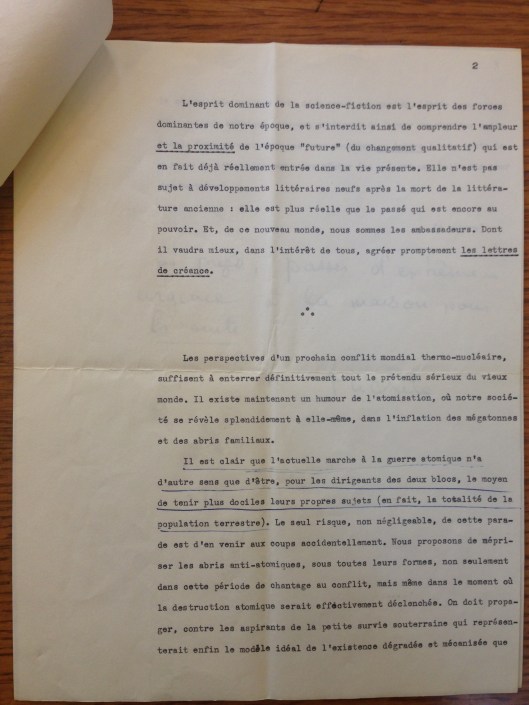 2
L'esprit dominant de la science-fiction est l'esprit des forces
dominantes de notre époque, et s'interdit ainsi de comprendre l'ampleur
et la proximité de l'époque "future" (du changement qualitatif) qui est
en fait déjà réellement entrée dans la vie présente. Elle n'est pas
sujet à développements littéraires neufs après la mort de la littéra-
ture ancienne : elle est plus réelle que le passé qui est encore au
pouvoir. Et, de ce nouveau monde, nous sommes les ambassadeurs. Dont
il vaudra mieux, dans l'intérêt de tous, agréer promptement les lettres
de créance.
Les perspectives d'un prochain conflit mondial thermo-nucléaire,
suffisent à enterrer définitivement tout le prétendu sérieux du vieux
monde. Il existe maintenant un humour de l'atomisation, où notre socié-
té se révèle splendidement à elle-même, dans l'inflation des mégatonnes
et des abris familiaux.
Il est clair que l'actuelle marche à la guerre atomique n'a
d'autre sens que d'être, pour les dirigeants des deux blocs, le moyen
de tenir plus dociles leurs propres sujets (en fait, la totalité de la
population terrestre). Le seul risque, non négligeable, de cette para-
de est d'en venir aux coups accidentellement. Nous proposons de mépri-
ser les abris anti-atomiques, sous toutes leurs formes, non seulement
dans cette période de chantage au conflit, mais même dans le moment où
la destruction atomique serait effectivement déclenchée. On doit propa-
ger, contre les aspirants de la petite survie souterraine qui représen-
terait enfin le modèle idéal de l'existence dégradée et mécanisée que